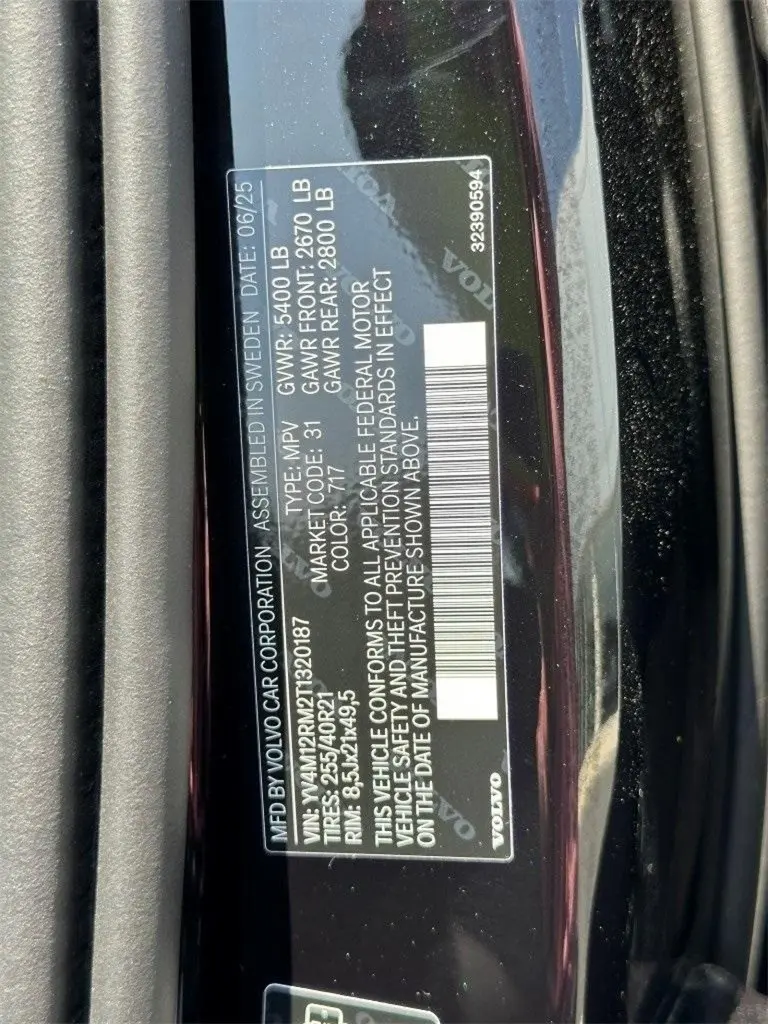 MFD BY VOLVO CAR CORPORATION ASSEMBLED IN SWEDEN DATE: 06/25
VIN: YV4M12RM2T1320187 TYPE: MPV GVWR: 5400 LB
TIRES: 255/40R21 MARKET CODE: 31 GAWR FRONT: 2670 LB
RIM: 8,5Jx21x49,5 COLOR: 717 GAWR REAR: 2800 LB
THIS VEHICLE CONFORMS TO ALL APPLICABLE FEDERAL MOTOR
VEHICLE SAFETY AND THEFT PREVENTION STANDARDS IN EFFECT
ON THE DATE OF MANUFACTURE SHOWN ABOVE.
VOLVO 32390594